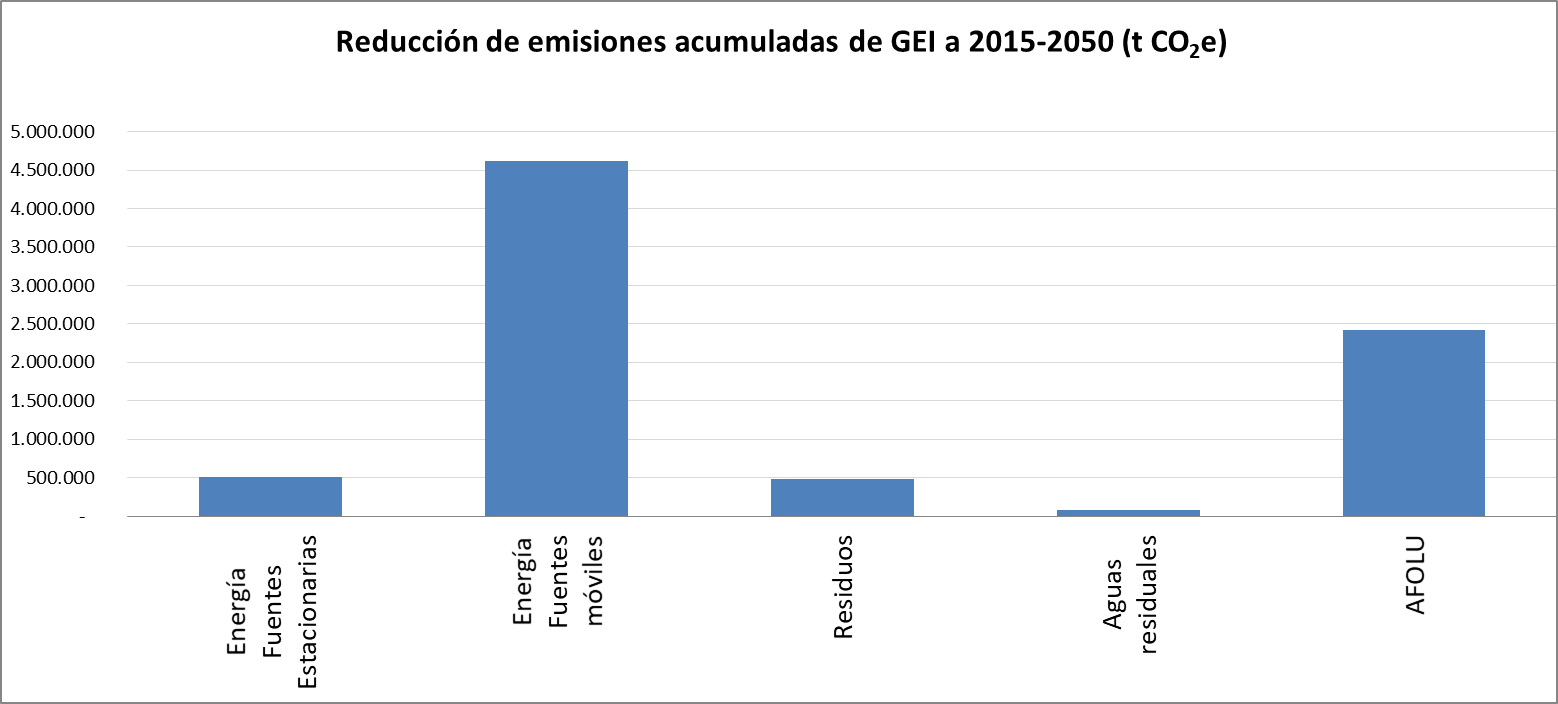 Reducción de emisiones acumuladas de GEI a 2015-2050 (t CO₂e)
5.000.000
4.500.000
4.000.000
3.500.000
3.000.000
2.500.000
2.000.000
1.500.000
1.000.000
500.000
-
Energía
Fuentes
Estacionarias
Energía
Fuentes
móviles
Residuos
Aguas
residuales
AFOLU